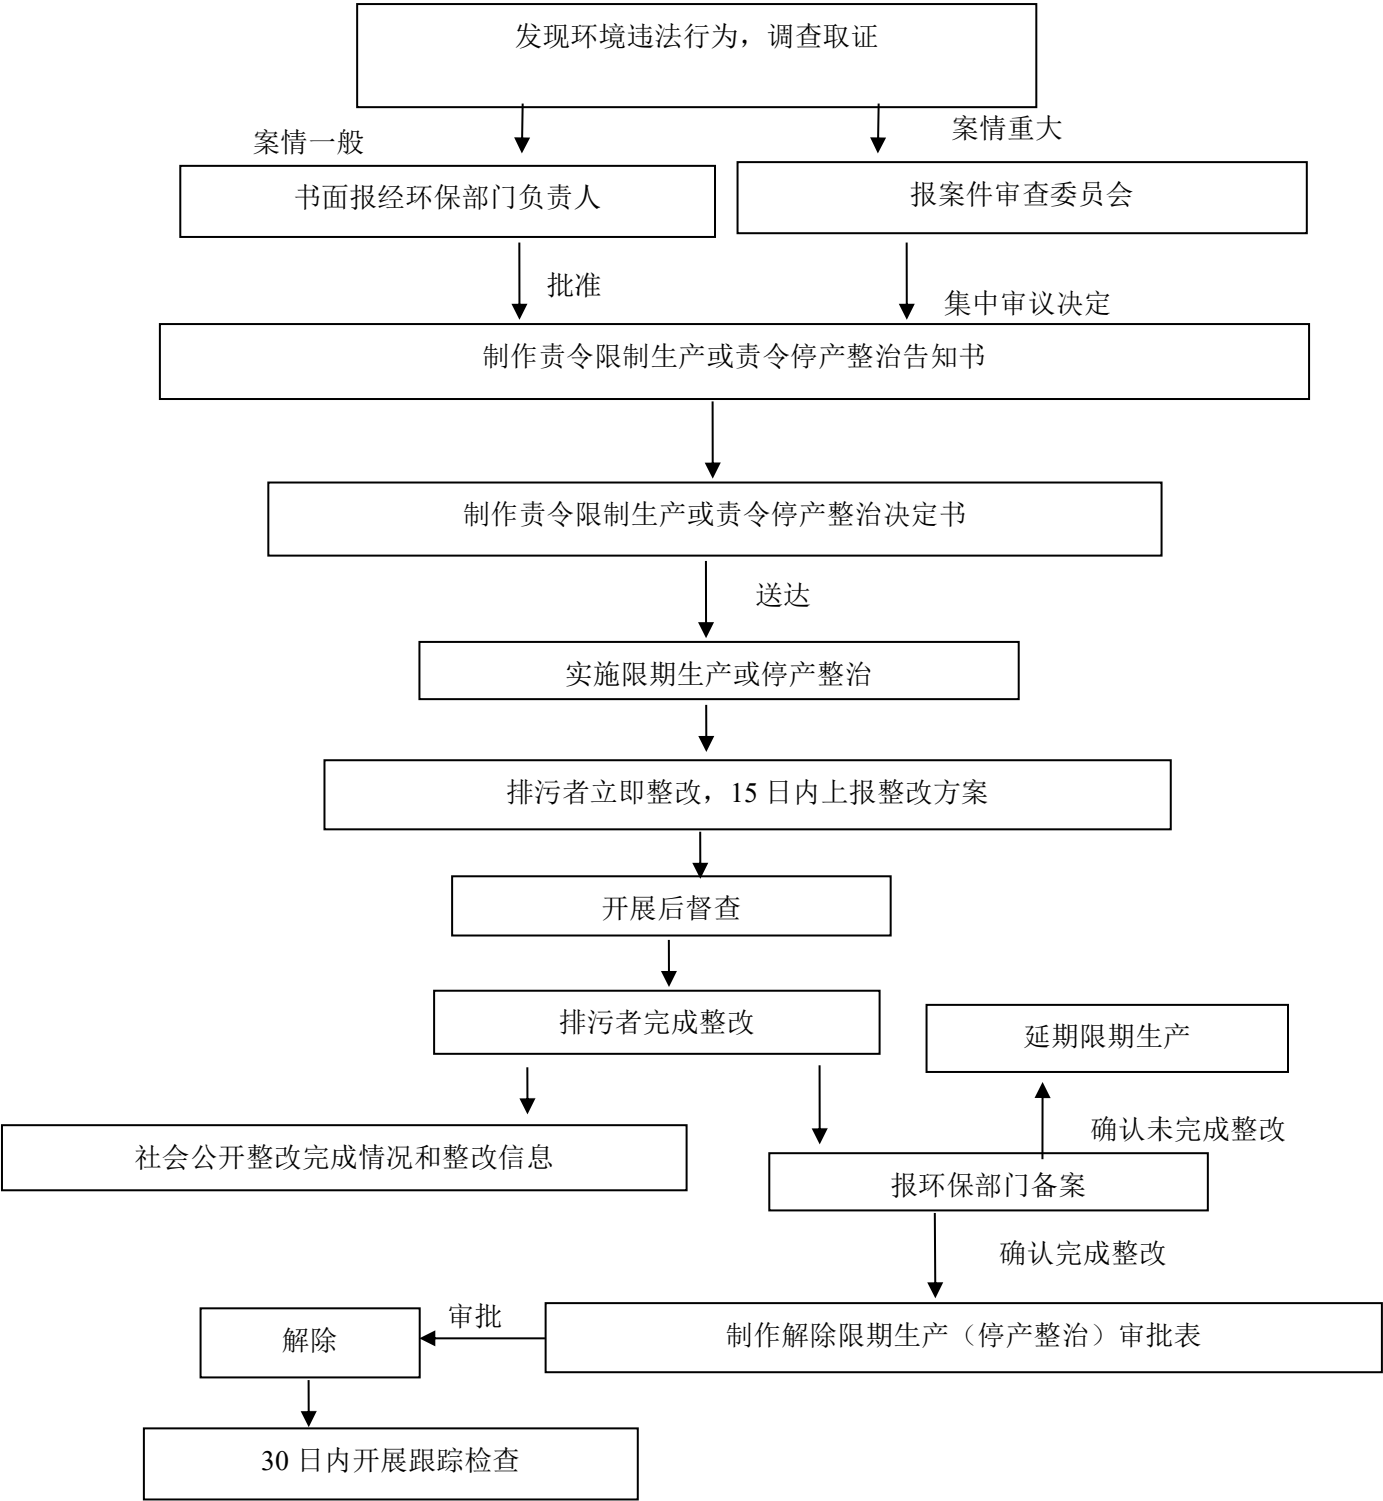 发现环境违法行为，调查取证
案情一般
案情重大
书面报经环保部门负责人
报案件审查委员会
批准
集中审议决定
制作责令限制生产或责令停产整治告知书
制作责令限制生产或责令停产整治决定书
送达
实施限期生产或停产整治
排污者立即整改，15 日内上报整改方案
开展后督查
排污者完成整改
延期限期生产
社会公开整改完成情况和整改信息
确认未完成整改
报环保部门备案
确认完成整改
解除
审批
制作解除限期生产（停产整治）审批表
30 日内开展跟踪检查